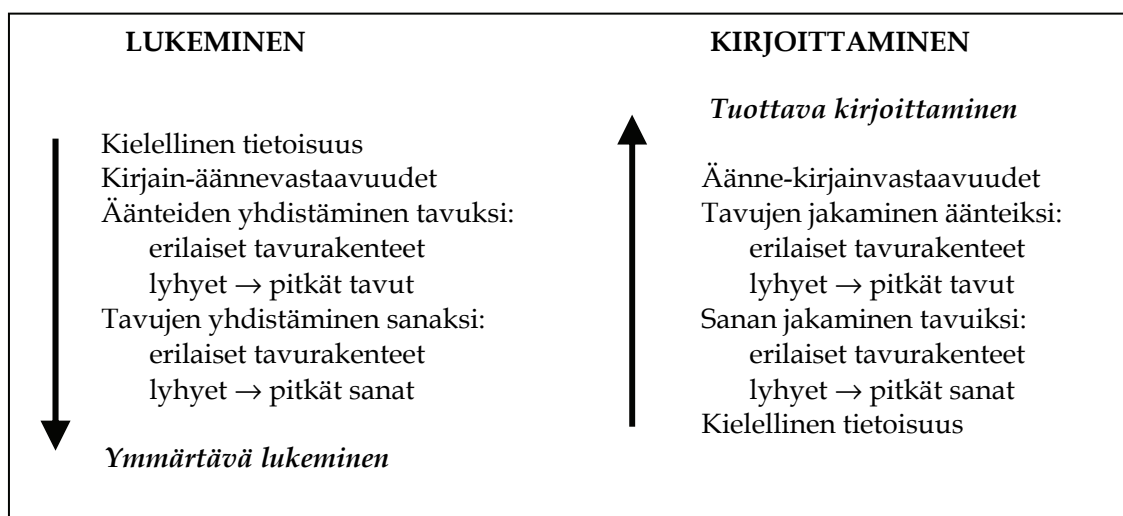 LUKEMINEN
Kielellinen tietoisuus
Kirjain-äännevastaavuudet
Äänteiden yhdistäminen tavuksi:
erilaiset tavurakenteet
lyhyet → pitkät tavut
Tavujen yhdistäminen sanaksi:
erilaiset tavurakenteet
lyhyet → pitkät sanat
Ymmärtävä lukeminen
KIRJOITTAMINEN
Tuottava kirjoittaminen
Äänne-kirjainvastaavuudet
Tavujen jakaminen äänteiksi:
erilaiset tavurakenteet
lyhyet → pitkät tavut
Sanan jakaminen tavuiksi:
erilaiset tavurakenteet
lyhyet → pitkät sanat
Kielellinen tietoisuus